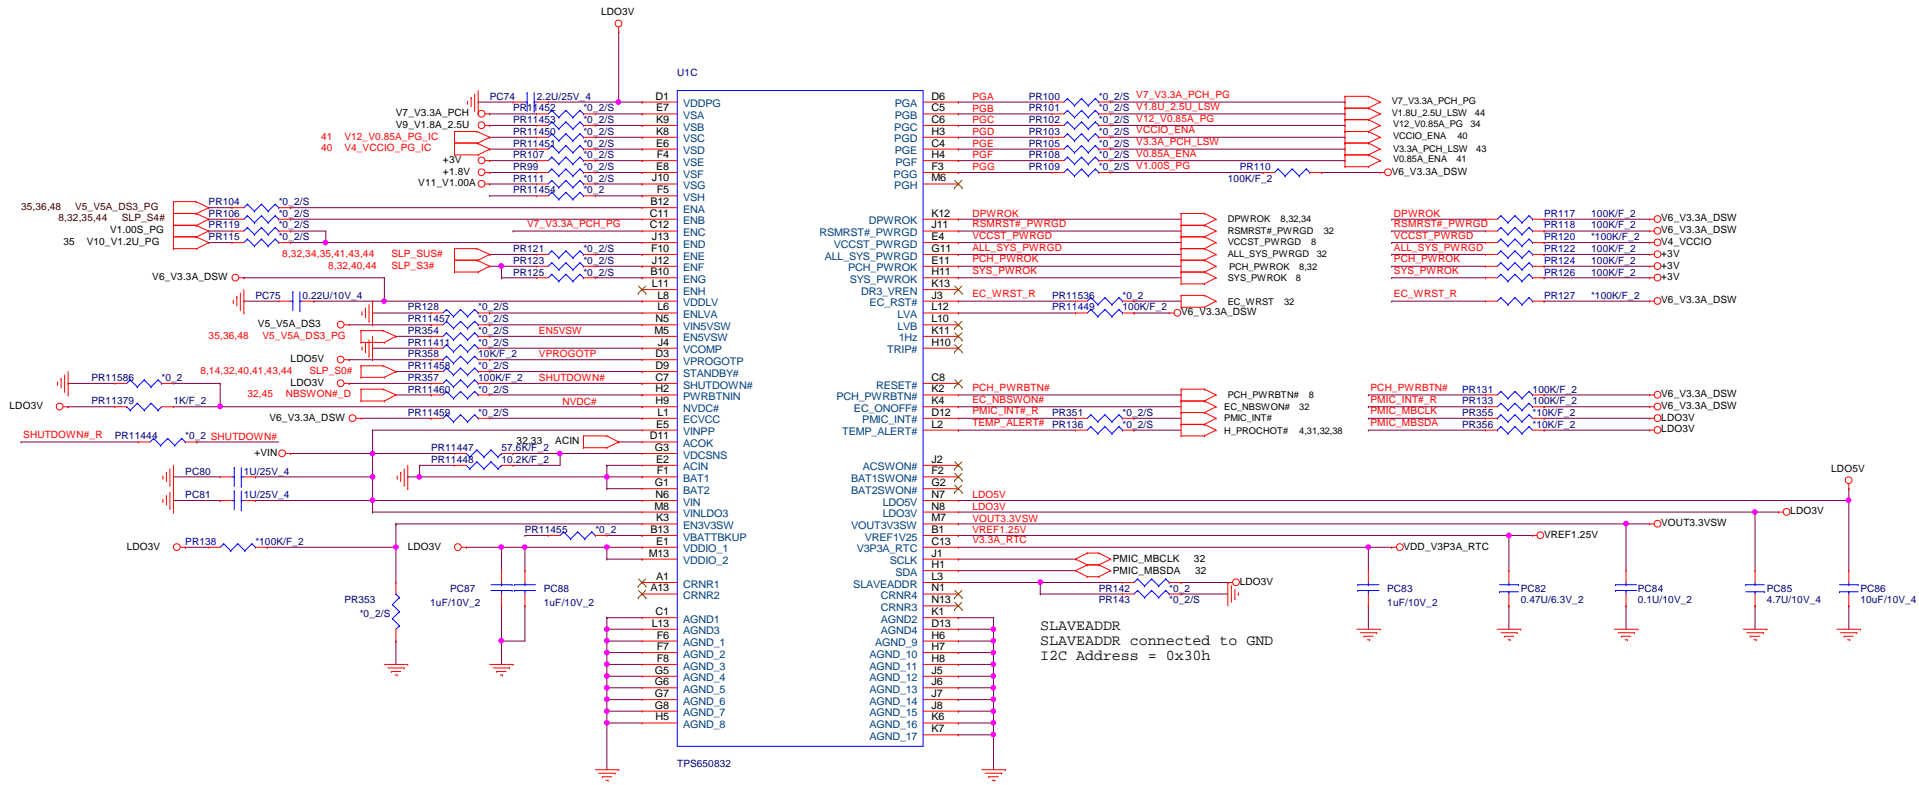 LDO3V
U1C
PC74 2.2U/25V_4 D1 VDDPG
V7_V3.3A_PCH PR11452 *0_2/S E7 VSA
V9_V1.8A_2.5U PR11453 *0_2/S K9 VSB
41 V12_V0.85A_PG_IC PR11450 *0_2/S K8 VSC
40 V4_VCCIO_PG_IC PR11451 *0_2/S E6 VSD
+3V PR107 *0_2/S F4 VSE
+1.8V PR99 *0_2/S E8 VSF
V11_V1.00A PR111 *0_2/S J10 VSG
PR11454 *0_2 F5 VSH
35,36,48 V5_V5A_DS3_PG PR104 *0_2/S B12 ENA
8,32,35,44 SLP_S4# PR106 *0_2/S C11 ENB
V1.00S_PG PR119 *0_2/S V7_V3.3A_PCH_PG C12 ENC
35 V10_V1.2U_PG PR115 *0_2/S J13 END
8,32,34,35,41,43,44 SLP_SUS# PR121 *0_2/S F10 ENE
8,32,40,44 SLP_S3# PR123 *0_2/S J12 ENF
PR125 *0_2/S B10 ENG
V6_V3.3A_DSW L11 ENH
PC75 0.22U/10V_4 L8 VDDLV
PR128 *0_2/S L6 ENLVA
V5_V5A_DS3 PR11457 *0_2/S N5 VIN5VSW
35,36,48 V5_V5A_DS3_PG PR354 *0_2/S EN5VSW M5 EN5VSW
PR11411 *0_2/S J4 VCOMP
LDO5V PR358 10K/F_2 VPROGOTP D3 VPROGOTP
8,14,32,40,41,43,44 SLP_S0# PR11458 *0_2/S D9 STANDBY#
LDO3V PR357 100K/F_2 SHUTDOWN# C7 SHUTDOWN#
PR11586 *0_2 32,45 NBSWON#_D PR11460 *0_2/S H2 PWRBTNIN
LDO3V PR11379 1K/F_2 NVDC# H9 NVDC#
V6_V3.3A_DSW PR11459 *0_2/S L1 ECVCC
E5 VINPP
SHUTDOWN#_R PR11444 *0_2 SHUTDOWN# 32,33 ACIN D11 ACOK
+VIN PR11447 57.6K/F_2 G3 VDCSNS
PR11448 10.2K/F_2 E2 ACIN
PC80 1U/25V_4 F1 BAT1
G1 BAT2
PC81 1U/25V_4 N6 VIN
M8 VINLDO3
K3 EN3V3SW
PR11455 *0_2 B13 VBATTBKUP
LDO3V PR138 *100K/F_2 LDO3V E1 VDDIO_1
M13 VDDIO_2
A1 CRNR1
A13 CRNR2
PC87 1uF/10V_2
PC88 1uF/10V_2
PR353 *0_2/S
C1 AGND1
L13 AGND3
F6 AGND_1
F7 AGND_2
F8 AGND_3
G5 AGND_4
G6 AGND_5
G7 AGND_6
G8 AGND_7
H5 AGND_8
TPS650832
PGA D6 PGA PR100 *0_2/S V7_V3.3A_PCH_PG V7_V3.3A_PCH_PG
PGB C5 PGB PR101 *0_2/S V1.8U_2.5U_LSW V1.8U_2.5U_LSW 44
PGC C6 PGC PR102 *0_2/S V12_V0.85A_PG V12_V0.85A_PG 34
PGD H3 PGD PR103 *0_2/S VCCIO_ENA VCCIO_ENA 40
PGE C4 PGE PR105 *0_2/S V3.3A_PCH_LSW V3.3A_PCH_LSW 43
PGF H4 PGF PR108 *0_2/S V0.85A_ENA V0.85A_ENA 41
PGG F3 PGG PR109 *0_2/S V1.00S_PG PR110 100K/F_2 V6_V3.3A_DSW
PGH M6
DPWROK K12 DPWROK DPWROK 8,32,34 DPWROK PR117 100K/F_2 V6_V3.3A_DSW
RSMRST#_PWRGD J11 RSMRST#_PWRGD RSMRST#_PWRGD 32 RSMRST#_PWRGD PR118 100K/F_2 V6_V3.3A_DSW
VCCST_PWRGD E4 VCCST_PWRGD VCCST_PWRGD 8 VCCST_PWRGD PR120 *100K/F_2 V4_VCCIO
ALL_SYS_PWRGD G11 ALL_SYS_PWRGD ALL_SYS_PWRGD 32 ALL_SYS_PWRGD PR122 100K/F_2 +3V
PCH_PWROK E11 PCH_PWROK PCH_PWROK 8,32 PCH_PWROK PR124 100K/F_2 +3V
SYS_PWROK H11 SYS_PWROK SYS_PWROK 8 SYS_PWROK PR126 100K/F_2 +3V
DR3_VREN K13
EC_RST# J3 EC_WRST_R PR11536 *0_2 EC_WRST 32 EC_WRST_R PR127 *100K/F_2 V6_V3.3A_DSW
LVA L12 PR11449 100K/F_2 V6_V3.3A_DSW
LVB L10
1Hz K11
TRIP# H10
RESET# C8
PCH_PWRBTN# K2 PCH_PWRBTN# PCH_PWRBTN# 8 PCH_PWRBTN# PR131 100K/F_2 V6_V3.3A_DSW
EC_ONOFF# K4 EC_NBSWON# EC_NBSWON# 32 PMIC_INT#_R PR133 100K/F_2 V6_V3.3A_DSW
PMIC_INT# D12 PMIC_INT#_R PR351 *0_2/S PMIC_INT# PMIC_MBCLK PR355 *10K/F_2 LDO3V
TEMP_ALERT# L2 TEMP_ALERT# PR136 *0_2/S H_PROCHOT# 4,31,32,38 PMIC_MBSDA PR356 *10K/F_2 LDO3V
ACSWON# J2
BAT1SWON# F2
BAT2SWON# G2 LDO5V
LDO5V N7 LDO5V
LDO3V N8 LDO3V LDO3V
VOUT3V3SW M7 VOUT3.3VSW VOUT3.3VSW
VREF1V25 B1 VREF1.25V VREF1.25V
V3P3A_RTC C13 V3.3A_RTC VDD_V3P3A_RTC
SCLK J1 PMIC_MBCLK 32
SDA H1 PMIC_MBSDA 32
SLAVEADDR L3 PR142 *0_2 LDO3V
CRNR4 N1 PR143 *0_2/S
CRNR3 N13
PC83 1uF/10V_2
PC82 0.47U/6.3V_2
PC84 0.1U/10V_2
PC85 4.7U/10V_4
PC86 10uF/10V_4
AGND2 K1
AGND4 D13
AGND_9 H6
AGND_10 H7
AGND_11 H8
AGND_12 J5
AGND_13 J6
AGND_14 J7
AGND_15 J8
AGND_16 K6
AGND_17 K7
SLAVEADDR
SLAVEADDR connected to GND
I2C Address = 0x30h